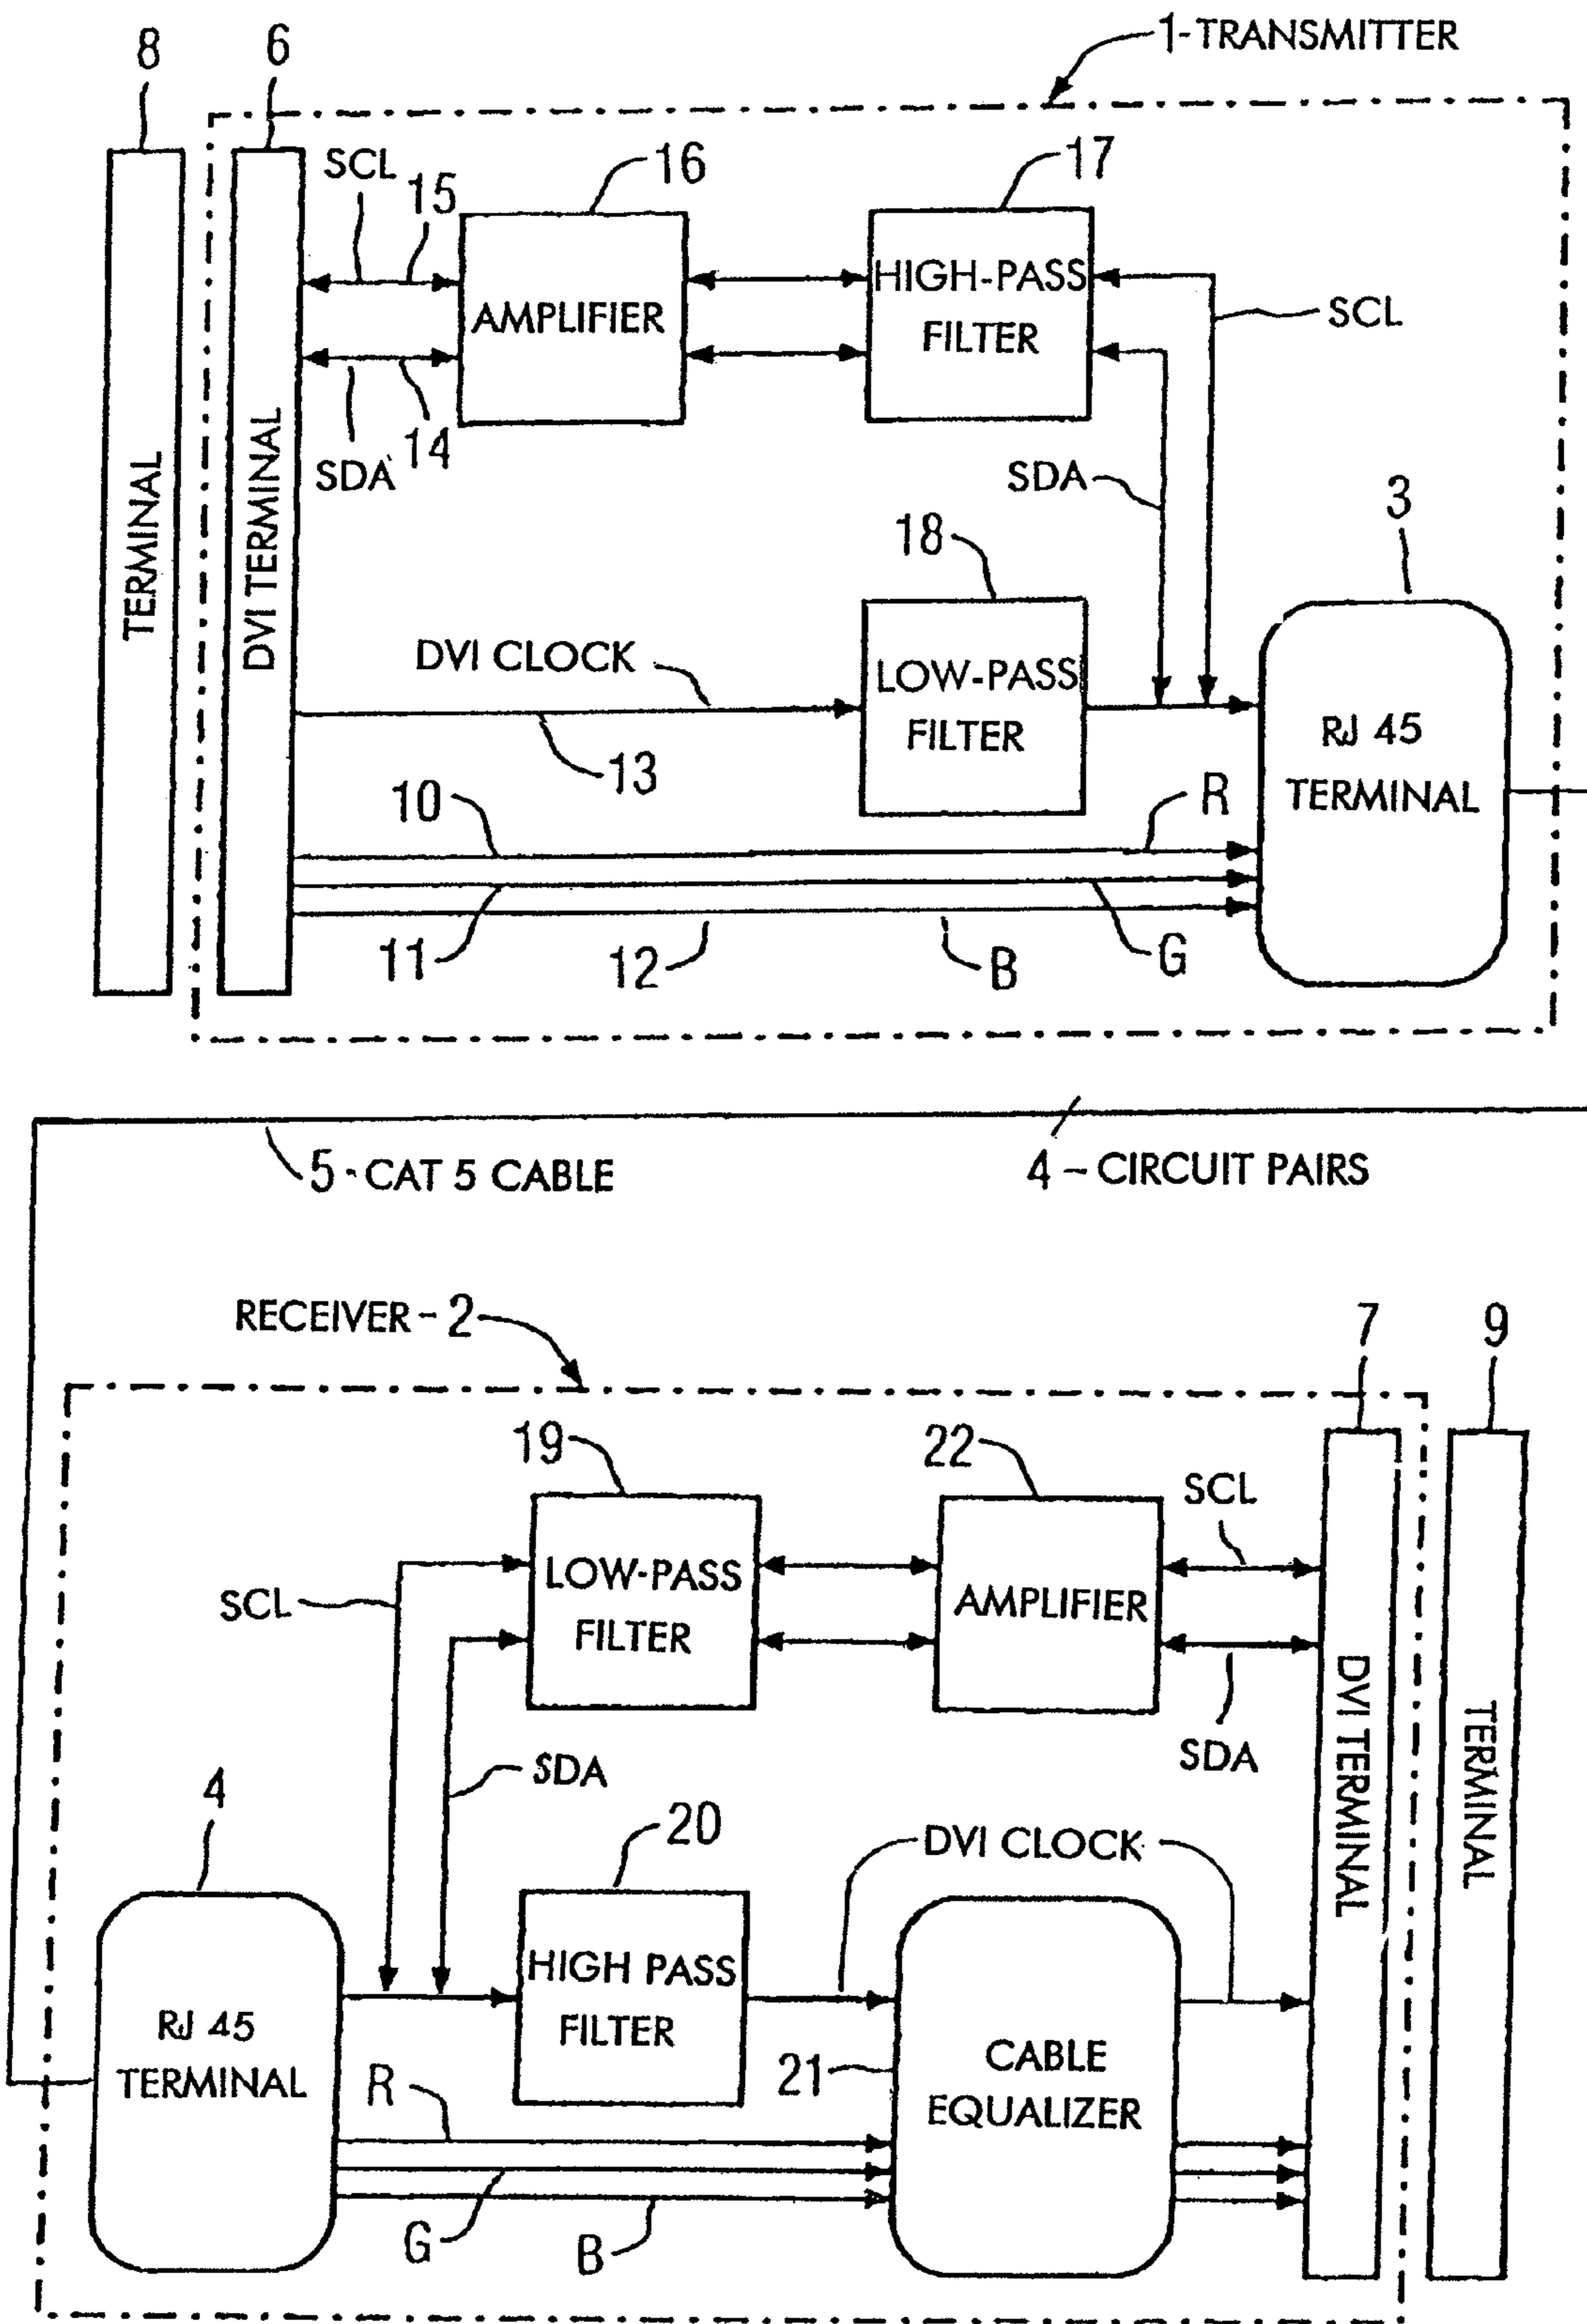 1-TRANSMITTER
8
6
SCL
15
16
17
AMPLIFIER
HIGH-PASS
FILTER
SCL
14
SDA
SDA
3
TERMINAL
DVI TERMINAL
18
DVI CLOCK
LOW-PASS
FILTER
RJ 45
TERMINAL
13
10
R
11
12
B
G
5-CAT 5 CABLE
4-CIRCUIT PAIRS
RECEIVER-2
7
9
19
22
SCL
LOW-PASS
FILTER
AMPLIFIER
SCL
SDA
SDA
DVI TERMINAL
TERMINAL
4
20
DVI CLOCK
HIGH PASS
FILTER
RJ 45
TERMINAL
21
CABLE
EQUALIZER
R
G
B